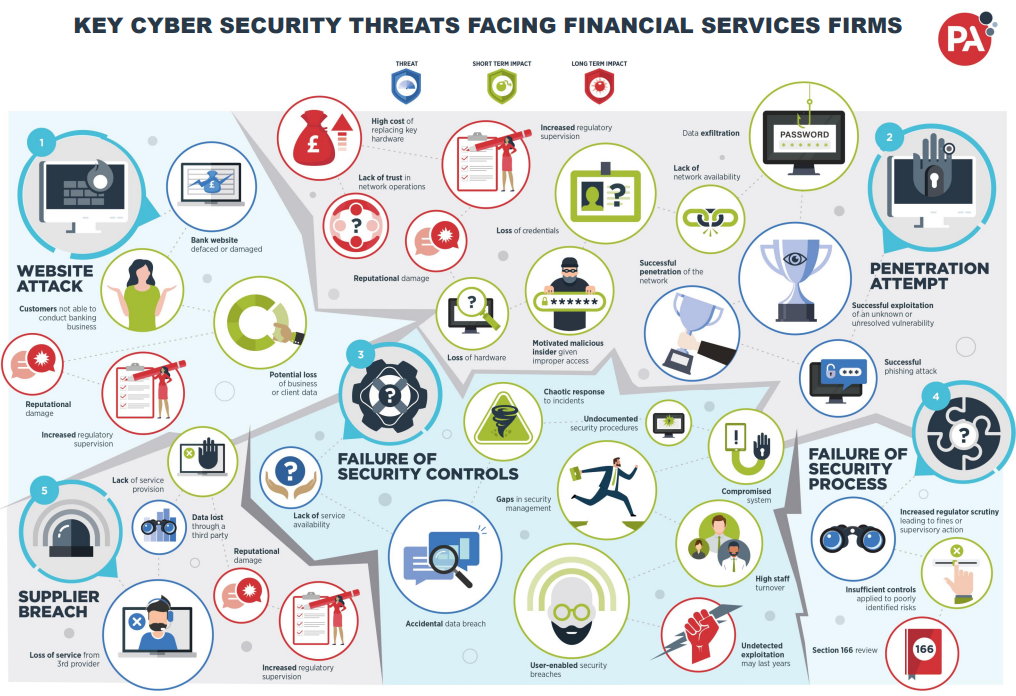 KEY CYBER SECURITY THREATS FACING FINANCIAL SERVICES FIRMS
PA
THREAT
SHORT TERM IMPACT
LONG TERM IMPACT
1
WEBSITE
ATTACK
£
Bank website
defaced or damaged
Customers not able to
conduct banking
business
Potential loss
of business
or client data
Reputational
damage
Increased regulatory
supervision
£
High cost of
replacing key
hardware
Lack of trust in
network operations
?
Reputational damage
Increased regulatory
supervision
?
Loss of credentials
?
Loss of hardware
******
Motivated malicious
insider given
improper access
Data exfiltration
PASSWORD
Lack of
network availability
Successful
penetration of the
network
2
PENETRATION
ATTEMPT
Successful exploitation
of an unknown or
unresolved vulnerability
***
Successful
phishing attack
3
?
FAILURE OF
SECURITY CONTROLS
?
Lack of service
availability
Accidental data breach
Chaotic response
to incidents
Undocumented
security procedures
!
Compromised
system
Gaps in security
management
High staff
turnover
User-enabled security
breaches
Undetected
exploitation
may last years
4
?
FAILURE OF
SECURITY
PROCESS
Increased regulator scrutiny
leading to fines or
supervisory action
Insufficient controls
applied to poorly
identified risks
Section 166 review
166
5
SUPPLIER
BREACH
Lack of service
provision
Data lost
through a
third party
Reputational
damage
Loss of service from
3rd provider
Increased regulatory
supervision